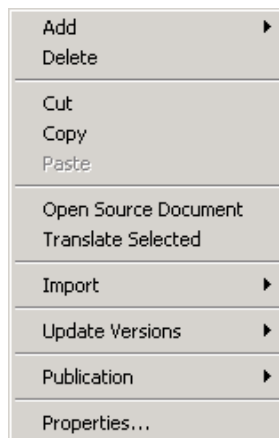 Add
Delete
Cut
Copy
Paste
Open Source Document
Translate Selected
Import
Update Versions
Publication
Properties...